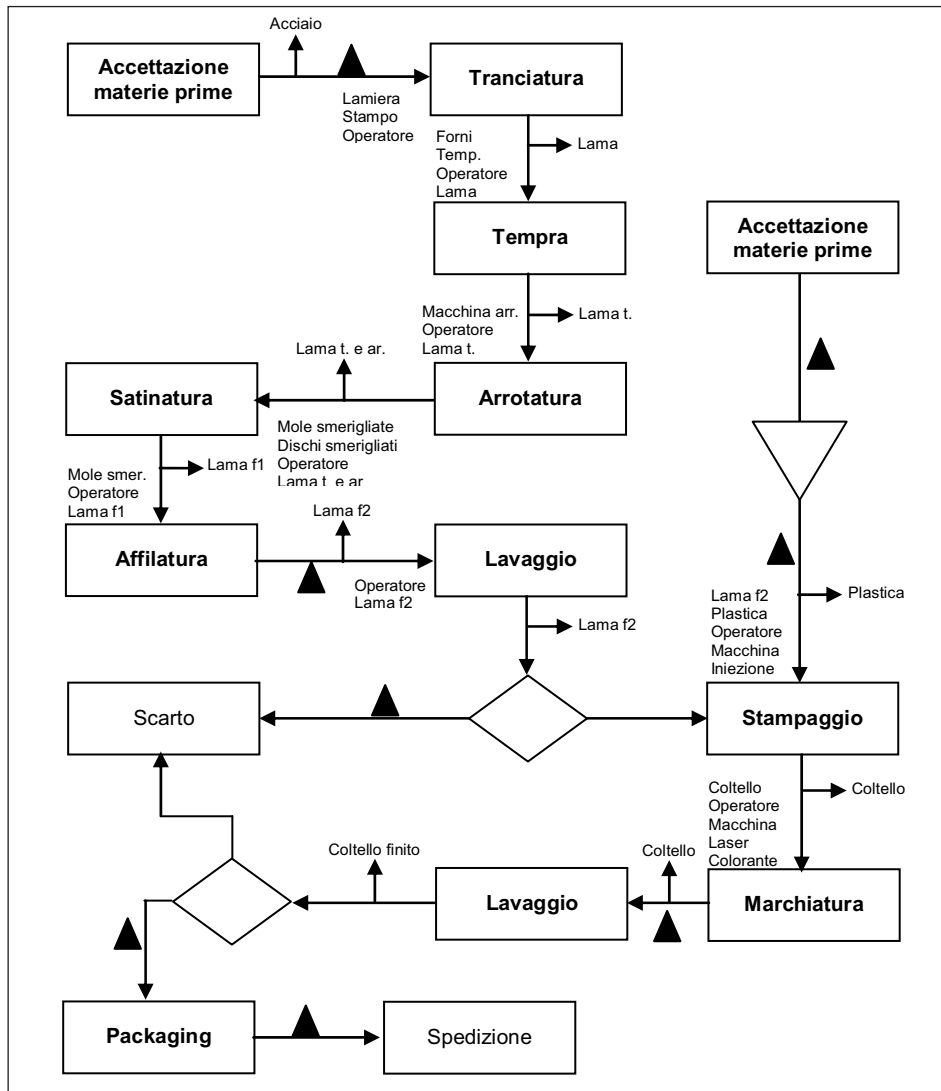 Acciaio
Accettazione
materie prime
Tranciatura
Lamiera
Stampo
Operatore
Forni
Temp.
Operatore
Lama
Lama
Tempra
Accettazione
materie prime
Macchina arr.
Operatore
Lama t.
Lama t.
Lama t. e ar.
Satinatura
Arrotatura
Mole smerigliate
Dischi smerigliati
Operatore
Lama t. e ar
Lama f1
Mole smer.
Operatore
Lama f1
Lama f2
Affilatura
Lavaggio
Operatore
Lama f2
Lama f2
Plastica
Lama f2
Plastica
Operatore
Macchina
Iniezione
Scarto
Stampaggio
Coltello
Operatore
Macchina
Laser
Colorante
Coltello
Coltello finito
Coltello
Lavaggio
Marchiatura
Packaging
Spedizione